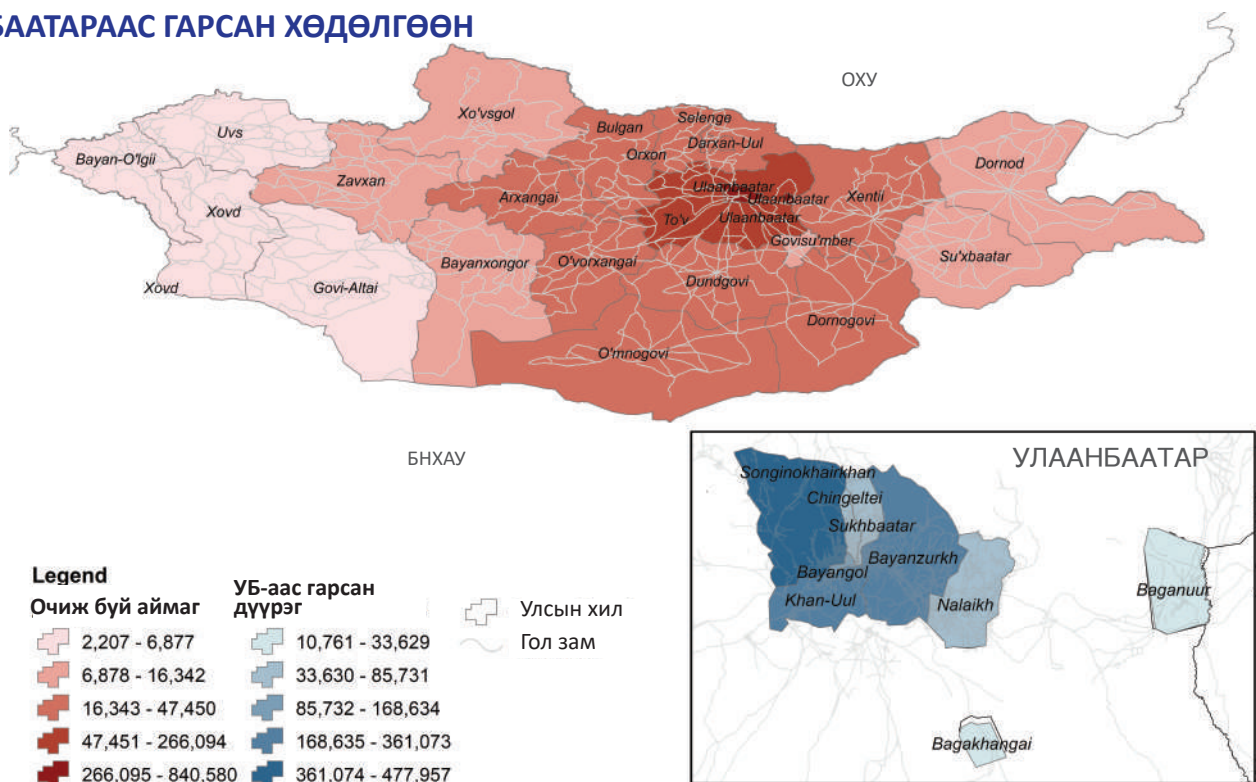 БААТАРААС ГАРСАН ХӨДӨЛГӨӨН
ОХУ
Xo'vsgol
Uvs
Bayan-O'lgii
Zavxan
Xovd
Xovd
Govi-Altai
Bulgan
Selenge
Darxan-Uul
Orxon
Arxangai
Ulaanbaatar
Ulaanbaatar
Ulaanbaatar
To'v
Xentii
Dornod
Govisu'mber
Su'xbaatar
Bayanxongor
O'vorxangai
Dundgovi
Dornogovi
O'mnogovi
БНХАУ
УЛААНБААТАР
Songinokhairkhan
Chingeltei
Sukhbaatar
Bayanzurkh
Bayangol
Khan-Uul
Nalaikh
Baganuur
Bagakhangai
Legend
Очиж буй аймаг
2,207 - 6,877
6,878 - 16,342
16,343 - 47,450
47,451 - 266,094
266,095 - 840,580
УБ-аас гарсан
дүүрэг
10,761 - 33,629
33,630 - 85,731
85,732 - 168,634
168,635 - 361,073
361,074 - 477,957
Улсын хил
Гол зам